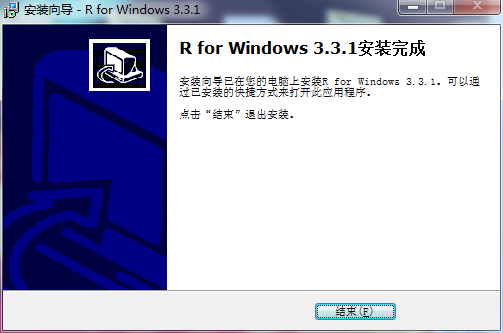 安装向导 - R for Windows 3.3.1
R for Windows 3.3.1安装完成
安装向导已在您的电脑上安装R for Windows 3.3.1。可以通
过已安装的快捷方式来打开此应用程序。
点击“结束”退出安装。
结束(F)